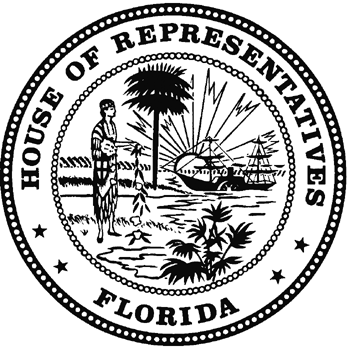 HOUSE OF REPRESENTATIVES
FLORIDA